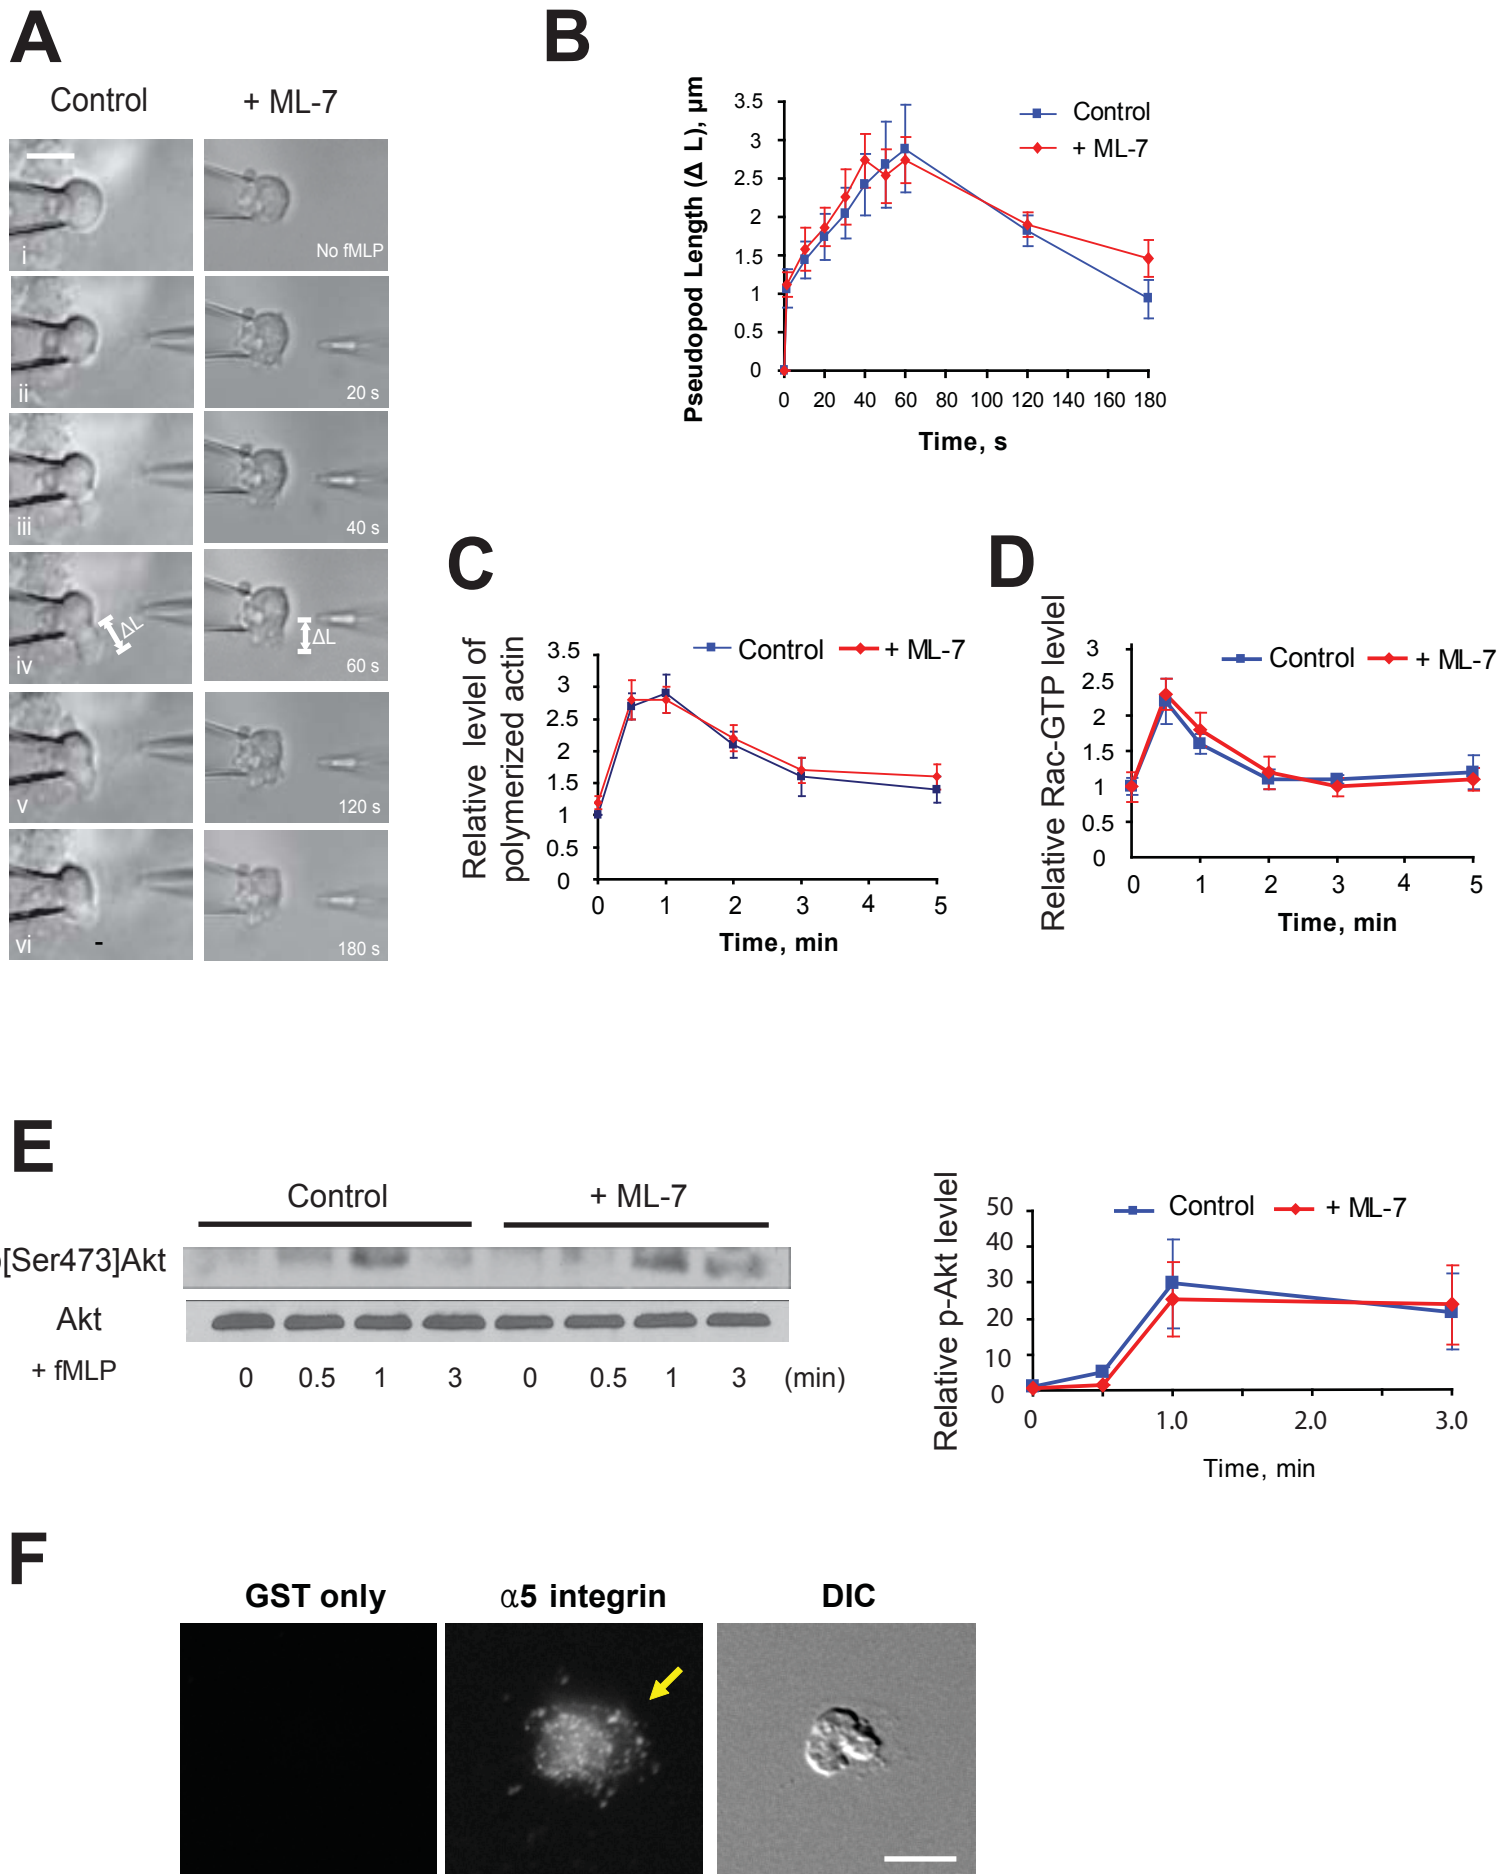 A
Control
+ ML-7
i
No fMLP
ii
20 s
iii
40 s
iv
ΔL
ΔL
60 s
v
120 s
vi
-
180 s
B
Pseudopod Length (Δ L), µm
3.5
3
2.5
2
1.5
1
0.5
0
Control
+ ML-7
0 20 40 60 80 100 120 140 160 180
Time, s
C
Relative level of
polymerized actin
3.5
3
2.5
2
1.5
1
0.5
0
Control
+ ML-7
0 1 2 3 4 5
Time, min
D
Relative Rac-GTP levlel
3
2.5
2
1.5
1
0.5
0
Control
+ ML-7
0 1 2 3 4 5
Time, min
E
Control
+ ML-7
[Ser473]Akt
Akt
+ fMLP
0 0.5 1 3 0 0.5 1 3 (min)
Relative p-Akt levlel
50
40
30
20
10
0
Control
+ ML-7
0 1.0 2.0 3.0
Time, min
F
GST only
α5 integrin
DIC